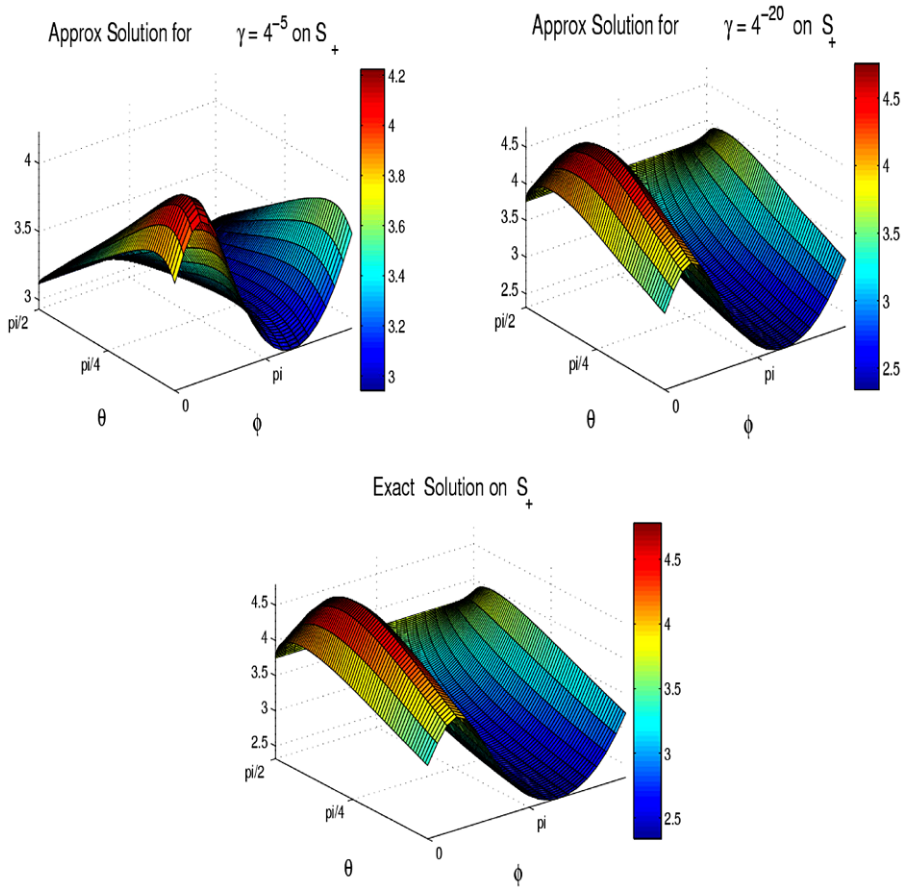 Approx Solution for γ = 4^-5 on S_+
4
3.5
3
pi/2
pi/4
0
pi
θ
ϕ
4.2
4
3.8
3.6
3.4
3.2
3
Approx Solution for γ = 4^-20 on S_+
4.5
4
3.5
3
2.5
pi/2
pi/4
0
pi
θ
ϕ
4.5
4
3.5
3
2.5
Exact Solution on S_+
4.5
4
3.5
3
2.5
pi/2
pi/4
0
pi
θ
ϕ
4.5
4
3.5
3
2.5